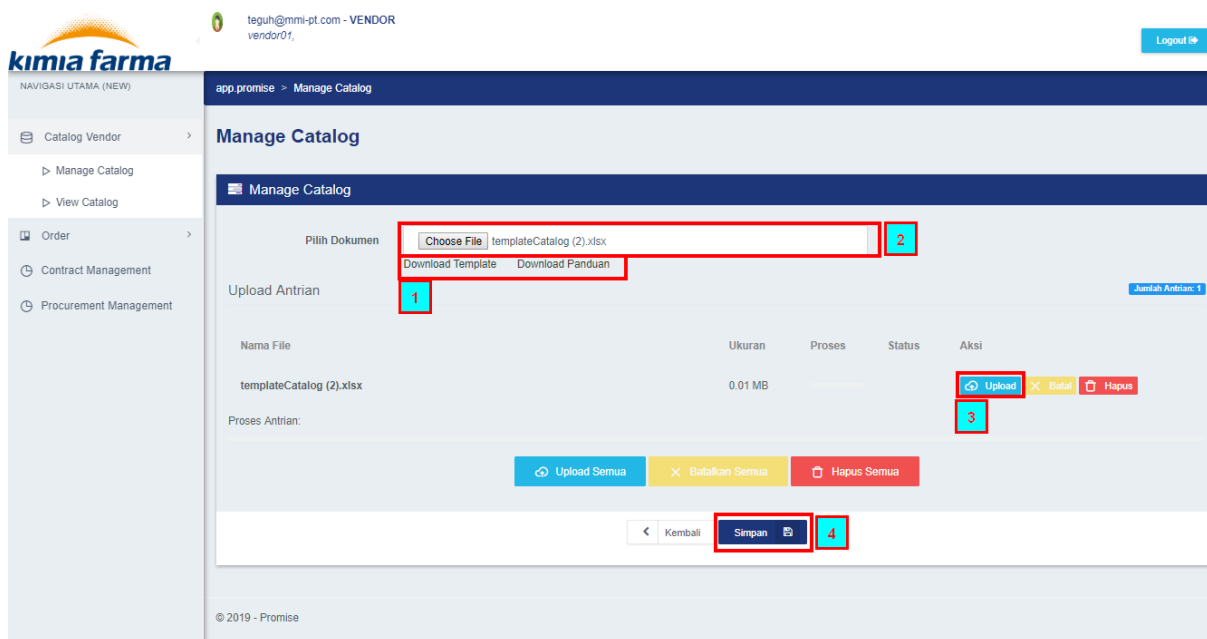 teguh@mmi-pt.com - VENDOR
vendor01,
Logout
kimia farma
NAVIGASI UTAMA (NEW)
Catalog Vendor
Manage Catalog
View Catalog
Order
Contract Management
Procurement Management
app.promise > Manage Catalog
Manage Catalog
Manage Catalog
Pilih Dokumen
Choose File templateCatalog (2).xlsx
2
Download Template Download Panduan
1
Upload Antrian
Jumlah Antrian: 1
Nama File Ukuran Proses Status Aksi
templateCatalog (2).xlsx 0.01 MB Upload Batal Hapus
3
Proses Antrian:
Upload Semua Batalkan Semua Hapus Semua
Kembali Simpan
4
© 2019 - Promise